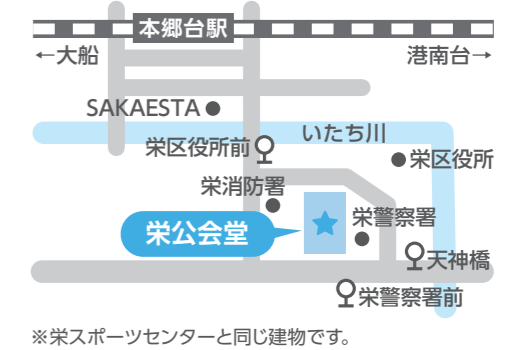 本郷台駅
←大船
港南台→
SAKAESTA
いたち川
栄区役所前
栄区役所
栄消防署
栄公会堂
栄警察署
天神橋
栄警察署前
※栄スポーツセンターと同じ建物です。